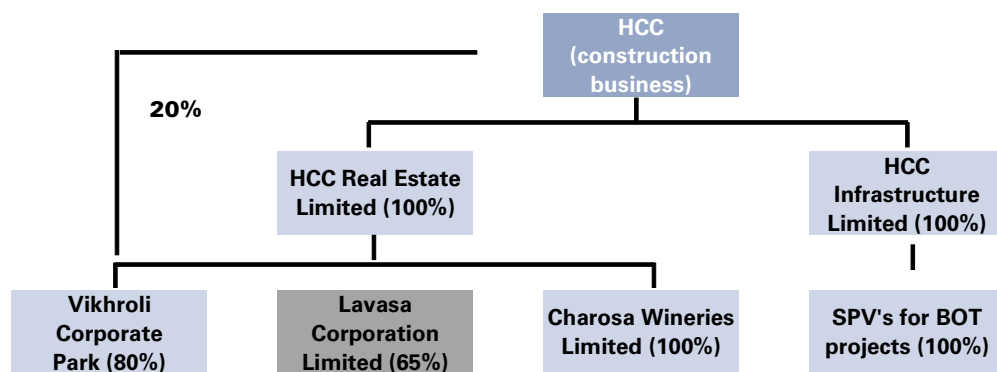 HCC
(construction
business)
20%
HCC Real Estate
Limited (100%)
HCC
Infrastructure
Limited (100%)
Vikhroli
Corporate
Park (80%)
Lavasa
Corporation
Limited (65%)
Charosa Wineries
Limited (100%)
SPV's for BOT
projects (100%)